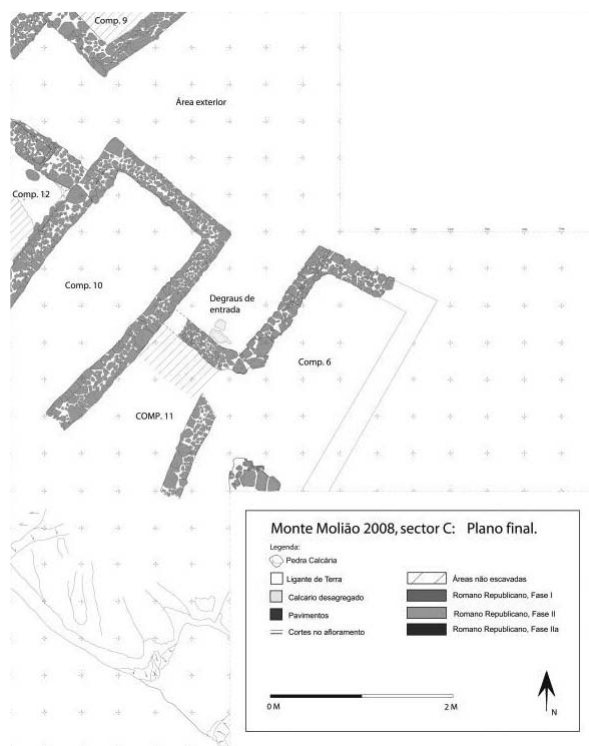 Comp. 9
Área exterior
Comp. 12
Comp. 10
Degraus de
entrada
Comp. 6
COMP. 11
Monte Molião 2008, sector C: Plano final.
Legenda:
Pedra Calcária
Ligante de Terra
Calcario desagregado
Pavimentos
Cortes no afloramento
Áreas não escavadas
Romano Republicano, Fase I
Romano Republicano, Fase II
Romano Republicano, Fase IIa
0 M
2 M
N